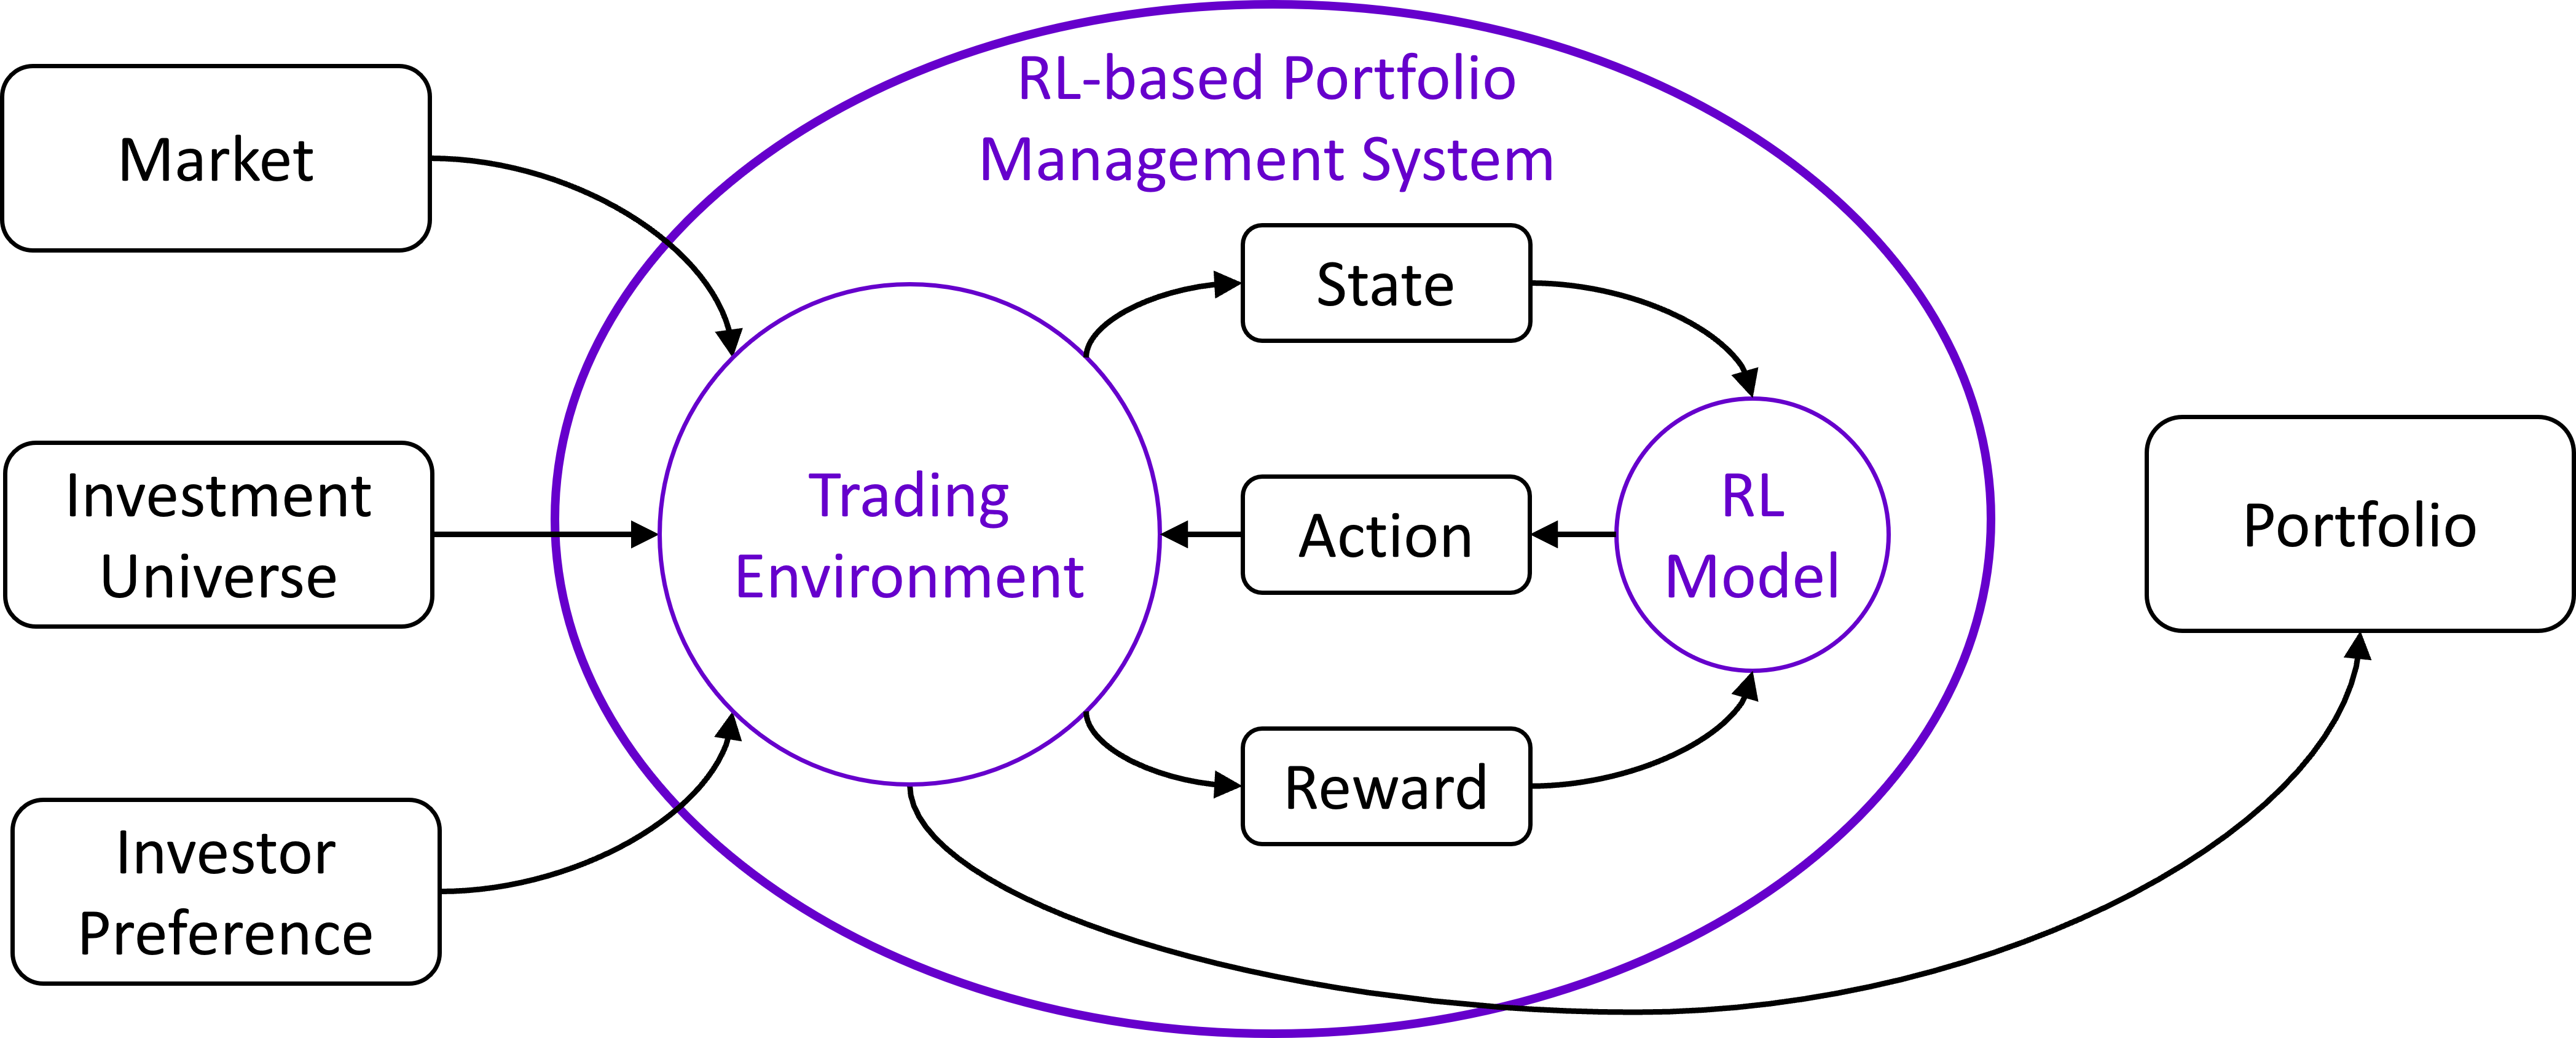 RL-based Portfolio
Management System
Market
Investment
Universe
Investor
Preference
Trading
Environment
State
Action
Reward
RL
Model
Portfolio